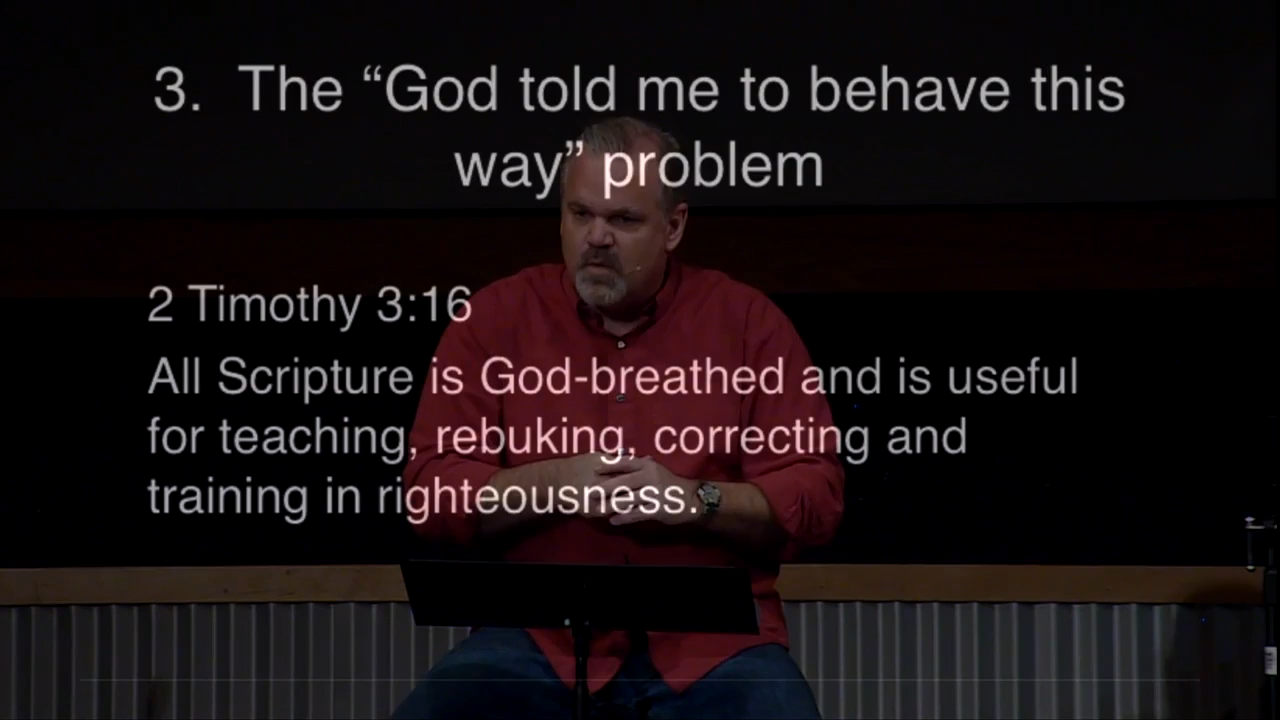 3. The “God told me to behave this
way” problem
2 Timothy 3:16
All Scripture is God-breathed and is useful
for teaching, rebuking, correcting and
training in righteousness.